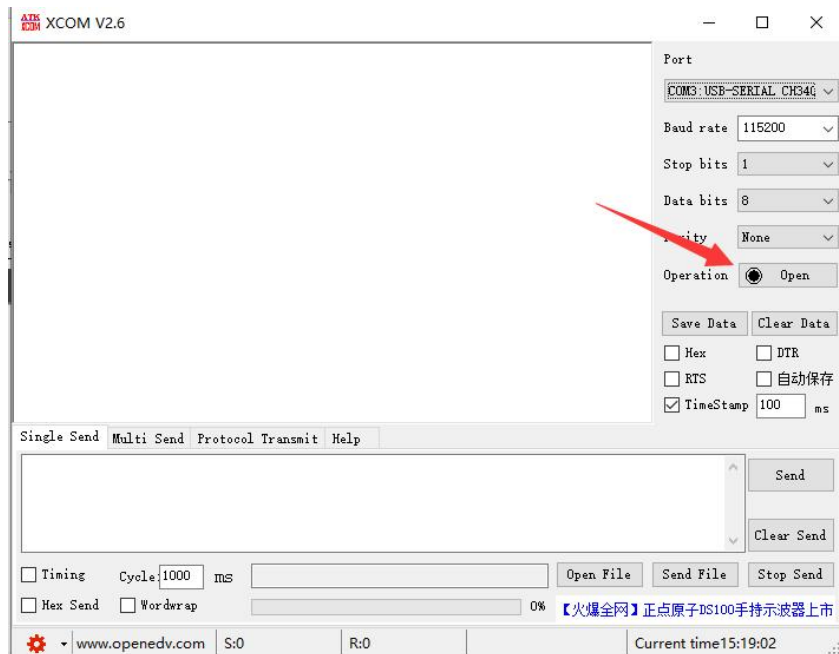 ATK XCOM XCOM V2.6
Port
COM3:USB-SERIAL CH34
Baud rate 115200
Stop bits 1
Data bits 8
None
Operation Open
Save Data Clear Data
Hex DTR
RTS 自动保存
TimeStamp 100 ms
Single Send Multi Send Protocol Transmit Help
Send
Clear Send
Timing Cycle:1000 ms Open File Send File Stop Send
Hex Send Wordwrap 0% 【火爆全网】正点原子DS100手持示波器上市
www.openedv.com S:0 R:0 Current time15:19:02